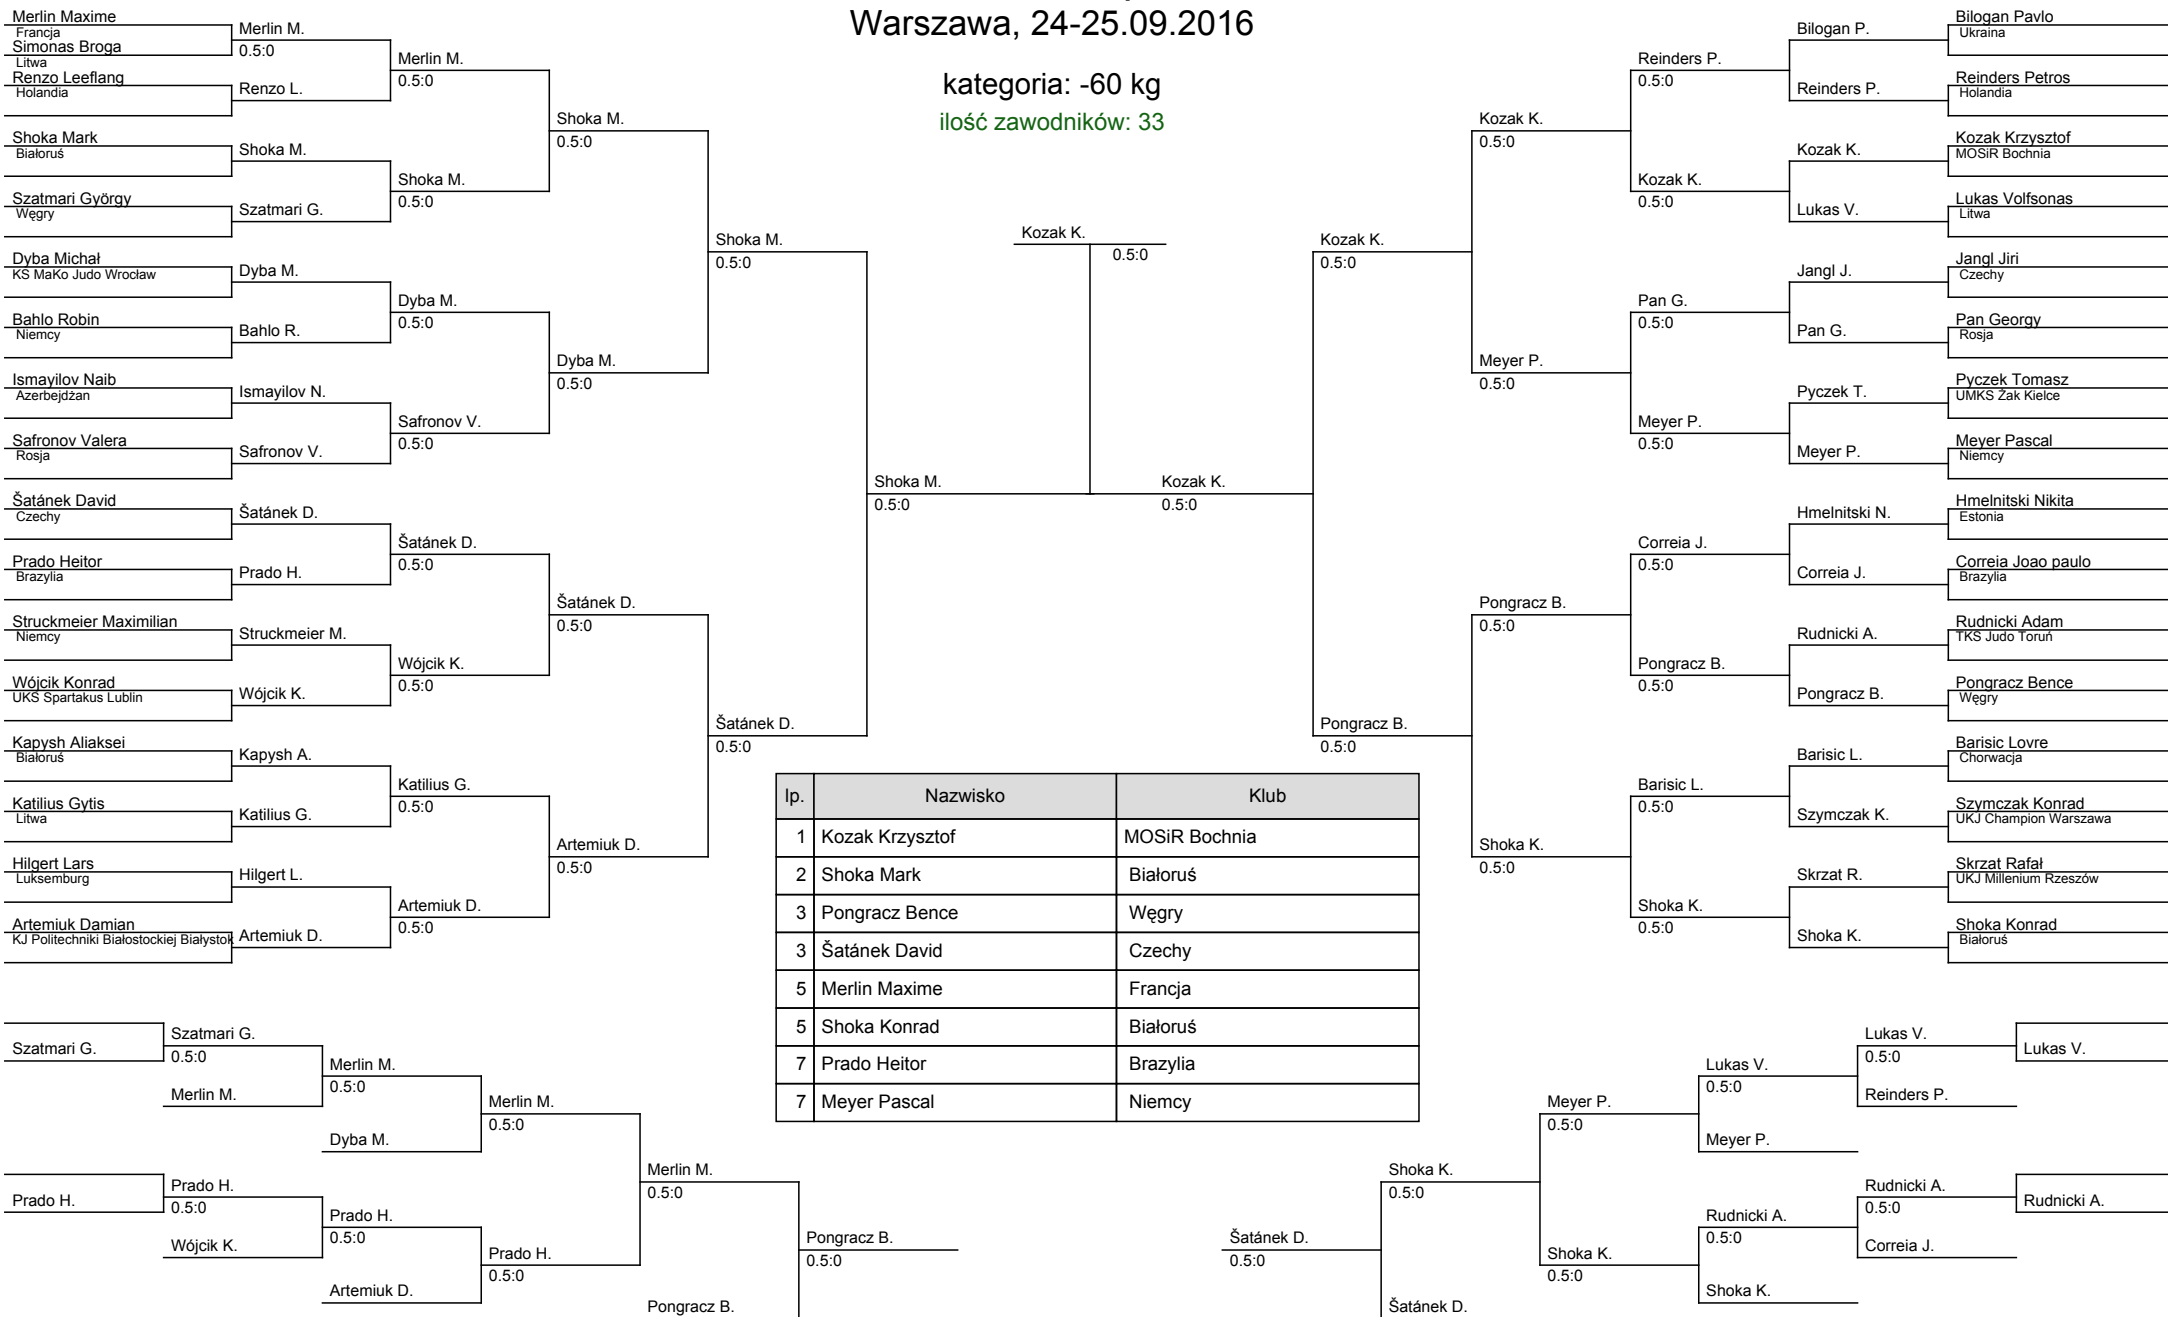 Warszawa, 24-25.09.2016
kategoria: -60 kg
ilość zawodników: 33
Merlin Maxime
Francja
Simonas Broga
Litwa
Renzo Leeflang
Holandia
Shoka Mark
Białoruś
Szatmari György
Węgry
Dyba Michał
KS MaKo Judo Wrocław
Bahlo Robin
Niemcy
Ismayilov Naib
Azerbejdżan
Safronov Valera
Rosja
Šatánek David
Czechy
Prado Heitor
Brazylia
Struckmeier Maximilian
Niemcy
Wójcik Konrad
UKS Spartakus Lublin
Kapysh Aliaksei
Białoruś
Katilius Gytis
Litwa
Hilgert Lars
Luksemburg
Artemiuk Damian
KJ Politechniki Białostockiej Białystok
Merlin M.
0.5:0
Renzo L.
Shoka M.
Szatmari G.
Dyba M.
Bahlo R.
Ismayilov N.
Safronov V.
Šatánek D.
Prado H.
Struckmeier M.
Wójcik K.
Kapysh A.
Katilius G.
Hilgert L.
Artemiuk D.
Merlin M.
0.5:0
Shoka M.
0.5:0
Dyba M.
0.5:0
Safronov V.
0.5:0
Šatánek D.
0.5:0
Wójcik K.
0.5:0
Katilius G.
0.5:0
Artemiuk D.
0.5:0
Shoka M.
0.5:0
Dyba M.
0.5:0
Šatánek D.
0.5:0
Artemiuk D.
0.5:0
Shoka M.
0.5:0
Šatánek D.
0.5:0
Shoka M.
0.5:0
Kozak K.
0.5:0
Kozak K.
0.5:0
Kozak K.
0.5:0
Pongracz B.
0.5:0
Kozak K.
0.5:0
Meyer P.
0.5:0
Pongracz B.
0.5:0
Shoka K.
0.5:0
Reinders P.
0.5:0
Kozak K.
0.5:0
Pan G.
0.5:0
Meyer P.
0.5:0
Correia J.
0.5:0
Pongracz B.
0.5:0
Barisic L.
0.5:0
Shoka K.
0.5:0
Bilogan P.
Reinders P.
Kozak K.
Lukas V.
Jangl J.
Pan G.
Pyczek T.
Meyer P.
Hmelnitski N.
Correia J.
Rudnicki A.
Pongracz B.
Barisic L.
Szymczak K.
Skrzat R.
Shoka K.
Bilogan Pavlo
Ukraina
Reinders Petros
Holandia
Kozak Krzysztof
MOSiR Bochnia
Lukas Volfsonas
Litwa
Jangl Jiri
Czechy
Pan Georgy
Rosja
Pyczek Tomasz
UMKS Żak Kielce
Meyer Pascal
Niemcy
Hmelnitski Nikita
Estonia
Correia Joao paulo
Brazylia
Rudnicki Adam
TKS Judo Toruń
Pongracz Bence
Węgry
Barisic Lovre
Chorwacja
Szymczak Konrad
UKJ Champion Warszawa
Skrzat Rafał
UKJ Millenium Rzeszów
Shoka Konrad
Białoruś
lp. Nazwisko Klub
1 Kozak Krzysztof MOSiR Bochnia
2 Shoka Mark Białoruś
3 Pongracz Bence Węgry
3 Šatánek David Czechy
5 Merlin Maxime Francja
5 Shoka Konrad Białoruś
7 Prado Heitor Brazylia
7 Meyer Pascal Niemcy
Szatmari G.
Prado H.
Szatmari G.
0.5:0
Merlin M.
Prado H.
0.5:0
Wójcik K.
Merlin M.
0.5:0
Dyba M.
Prado H.
0.5:0
Artemiuk D.
Merlin M.
0.5:0
Prado H.
0.5:0
Merlin M.
0.5:0
Pongracz B.
Pongracz B.
0.5:0
Šatánek D.
0.5:0
Shoka K.
0.5:0
Šatánek D.
Meyer P.
0.5:0
Shoka K.
0.5:0
Lukas V.
0.5:0
Meyer P.
Rudnicki A.
0.5:0
Shoka K.
Lukas V.
0.5:0
Reinders P.
Rudnicki A.
0.5:0
Correia J.
Lukas V.
Rudnicki A.